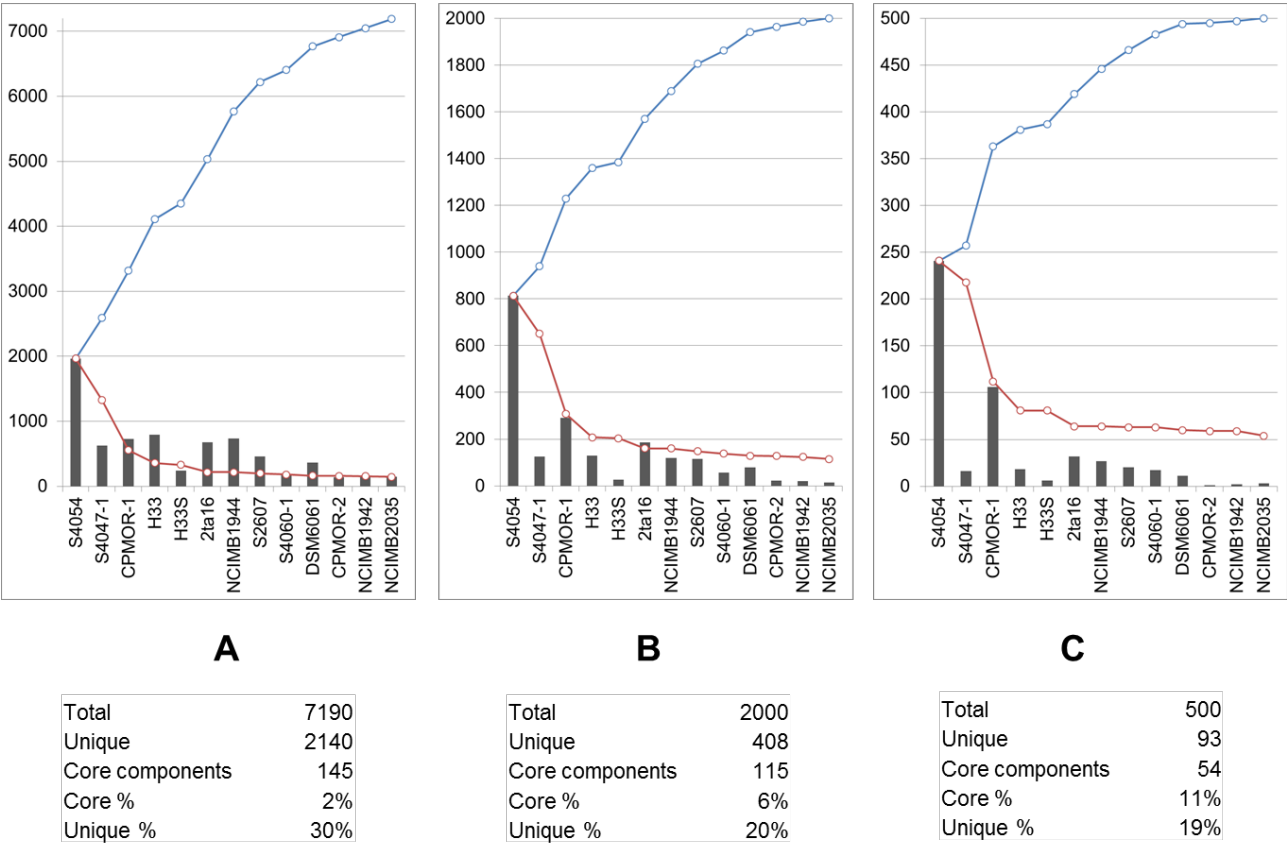 7000
6000
5000
4000
3000
2000
1000
0
S4054
S4047-1
CPMOR-1
H33
H33S
2ta16
NCIMB1944
S2607
S4060-1
DSM6061
CPMOR-2
NCIMB1942
NCIMB2035
2000
1800
1600
1400
1200
1000
800
600
400
200
0
S4054
S4047-1
CPMOR-1
H33
H33S
2ta16
NCIMB1944
S2607
S4060-1
DSM6061
CPMOR-2
NCIMB1942
NCIMB2035
500
450
400
350
300
250
200
150
100
50
0
S4054
S4047-1
CPMOR-1
H33
H33S
2ta16
NCIMB1944
S2607
S4060-1
DSM6061
CPMOR-2
NCIMB1942
NCIMB2035
A
B
C
Total 7190
Unique 2140
Core components 145
Core % 2%
Unique % 30%
Total 2000
Unique 408
Core components 115
Core % 6%
Unique % 20%
Total 500
Unique 93
Core components 54
Core % 11%
Unique % 19%